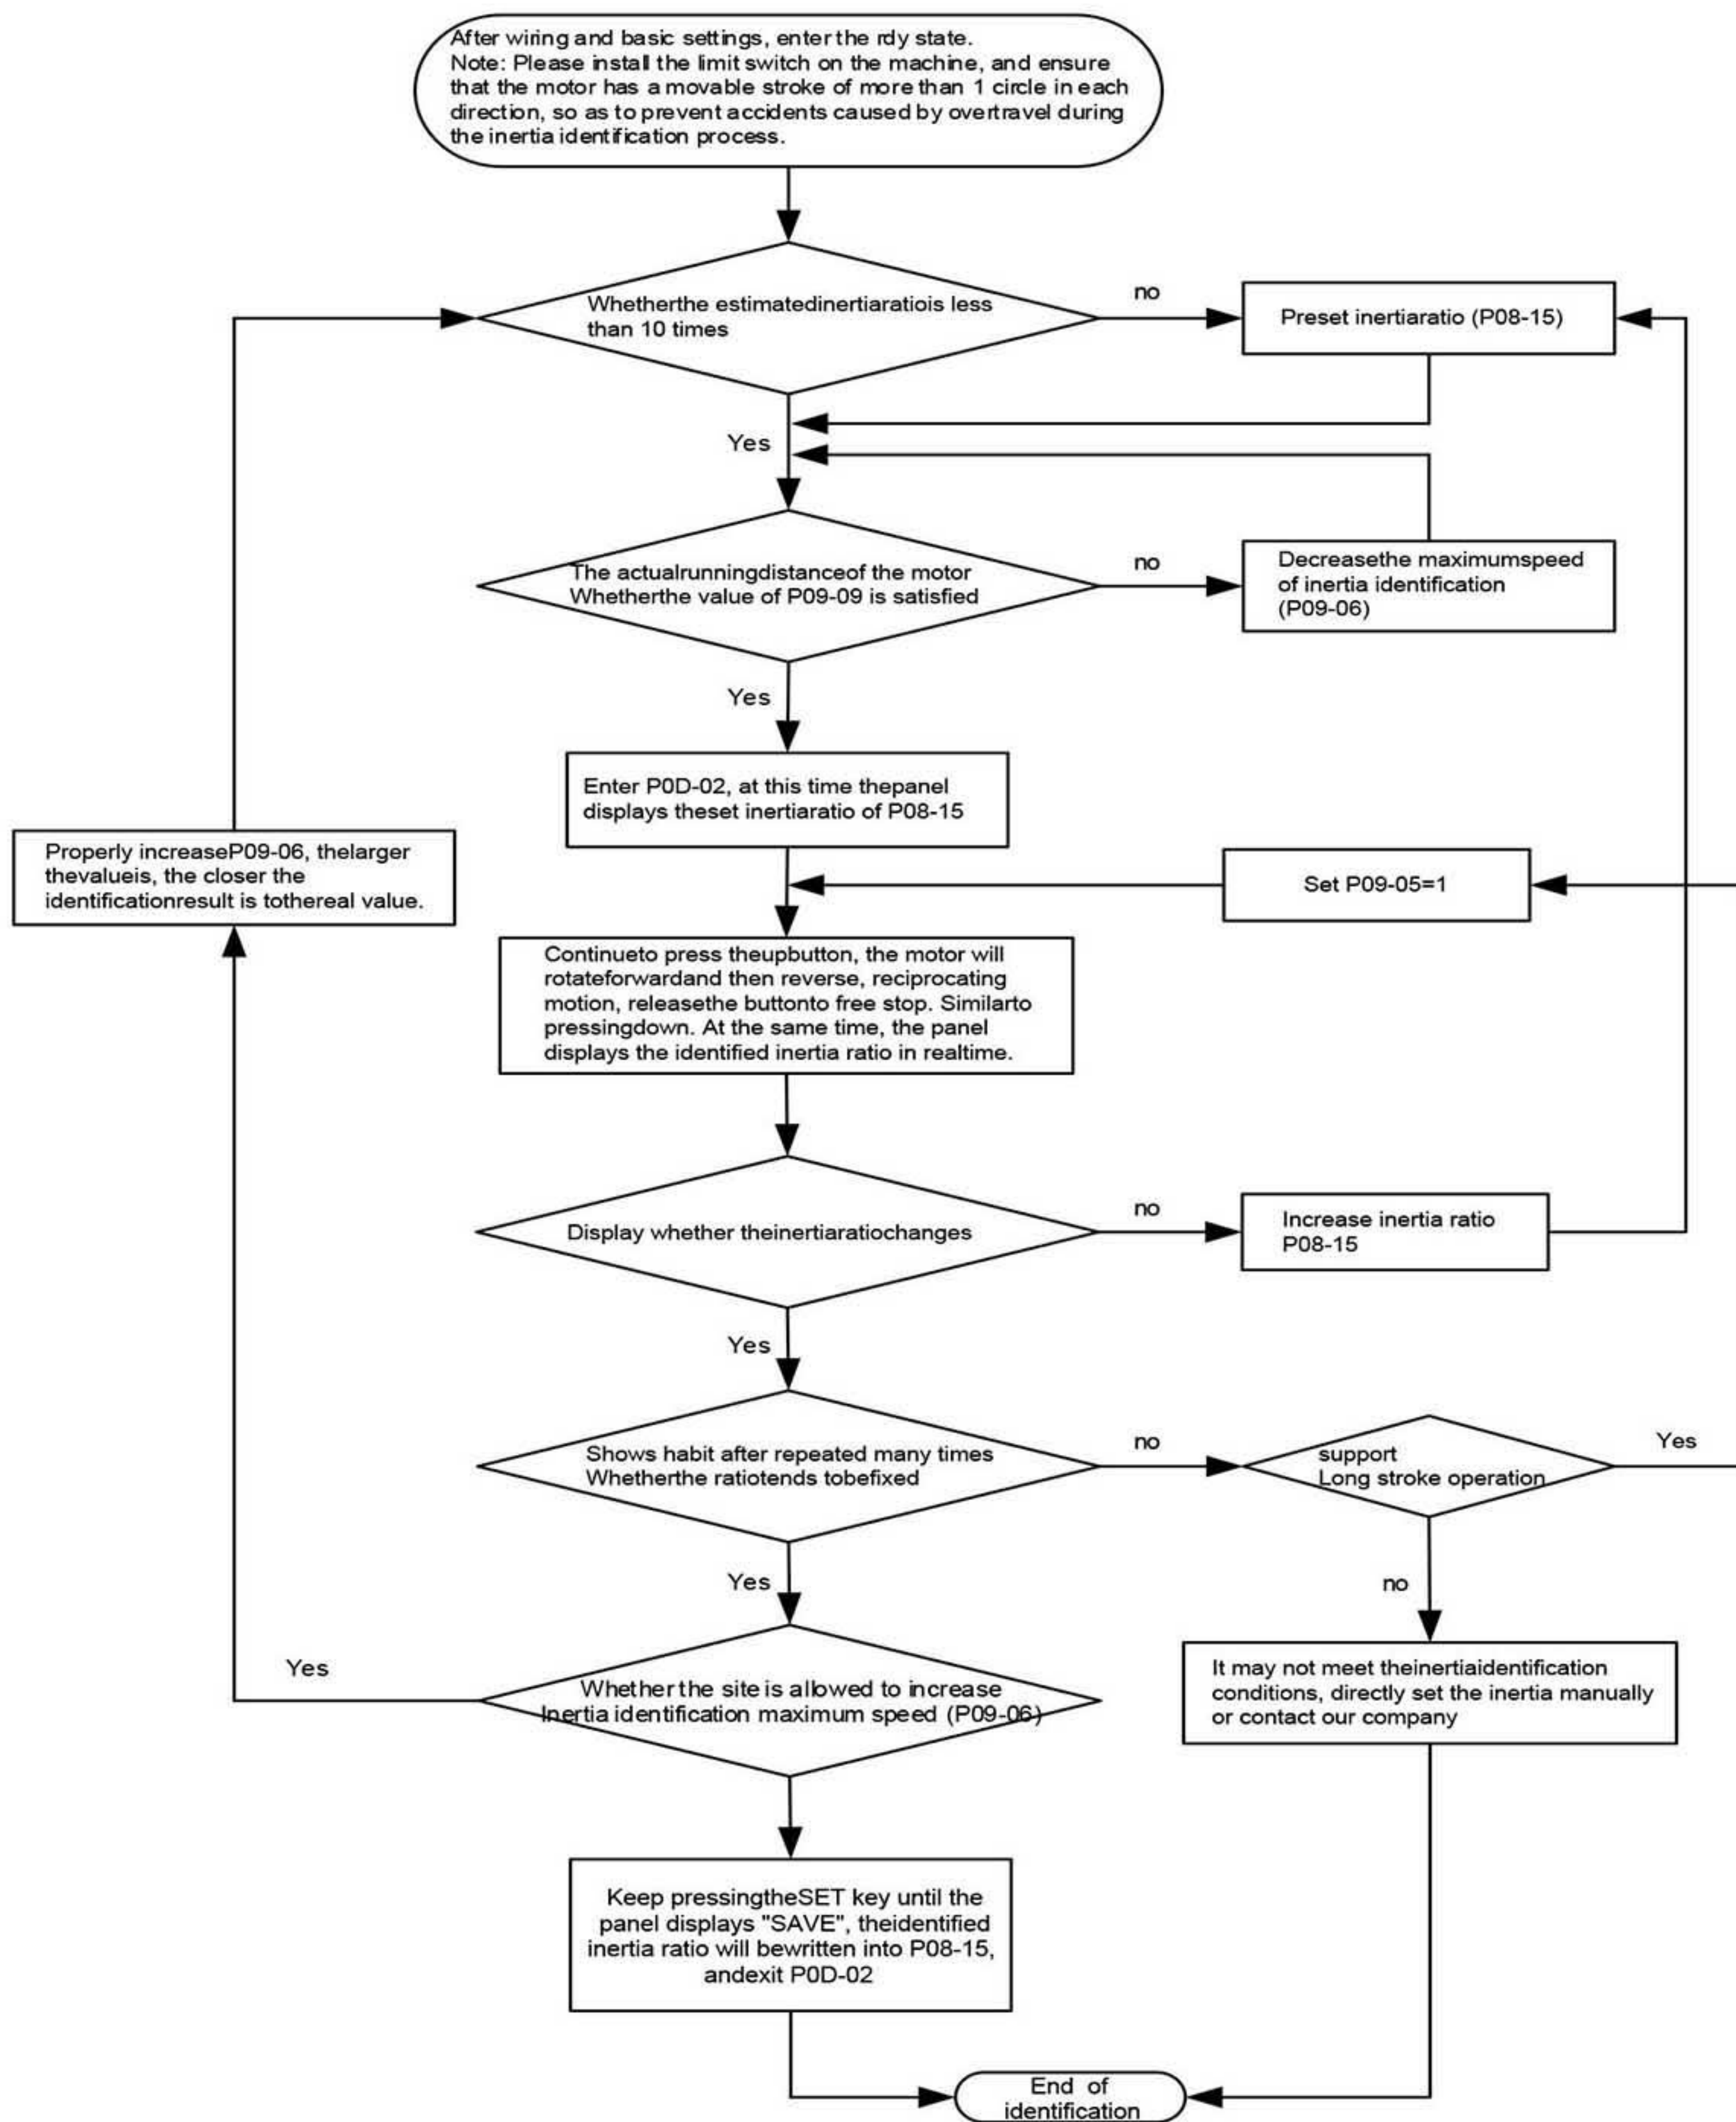 After wiring and basic settings, enter the rdy state.
Note: Please install the limit switch on the machine, and ensure
that the motor has a movable stroke of more than 1 circle in each
direction, so as to prevent accidents caused by overtravel during
the inertia identification process.
Whetherthe estimatedinertiaratiois less
than 10 times
no
Preset inertiaratio (P08-15)
Yes
The actualrunningdistanceof the motor
Whetherthe value of P09-09 is satisfied
no
Decreasethe maximumspeed
of inertia identification
(P09-06)
Yes
Enter P0D-02, at this time thepanel
displays theset inertiaratio of P08-15
Properly increaseP09-06, thelarger
thevalueis, the closer the
identificationresult is tothereal value.
Set P09-05=1
Continueto press theupbutton, the motor will
rotateforwardand then reverse, reciprocating
motion, releasethe buttonto free stop. Similarto
pressingdown. At the same time, the panel
displays the identified inertia ratio in realtime.
Display whether theinertiaratiochanges
no
Increase inertia ratio
P08-15
Yes
Shows habit after repeated many times
Whetherthe ratiotends tobefixed
no
support
Long stroke operation
Yes
Yes
no
Yes
Whether the site is allowed to increase
Inertia identification maximum speed (P09-06)
It may not meet theinertiaidentification
conditions, directly set the inertia manually
or contact our company
Keep pressingtheSET key until the
panel displays "SAVE", theidentified
inertia ratio will bewritten into P08-15,
andexit P0D-02
End of
identification